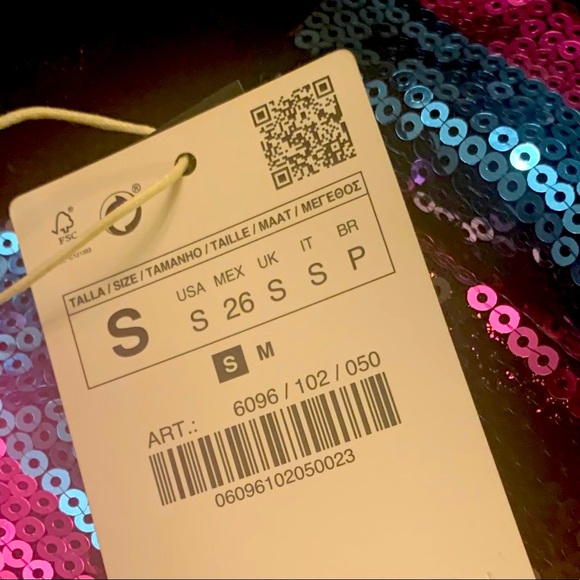 ®
FSC
TALLA / SIZE / TAMANHO / TAILLE / MAAT / ΜΕΓΕΘΟΣ
S
USA MEX UK IT BR
S 26 S S P
S M
ART.: 6096 / 102 / 050
06096102050023